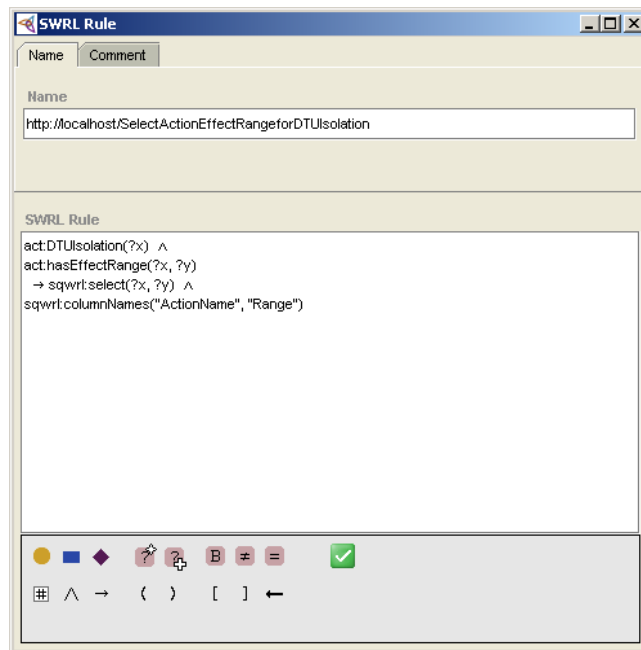 SWRL Rule
Name Comment
Name
http://localhost/SelectActionEffectRangeforDTUIsolation
SWRL Rule
act:DTUIsolation(?x) ∧
act:hasEffectRange(?x, ?y)
→ sqwrl:select(?x, ?y) ∧
sqwrl:columnNames("ActionName", "Range")
? ? B ≠ =
# ∧ → ( ) [ ] ←